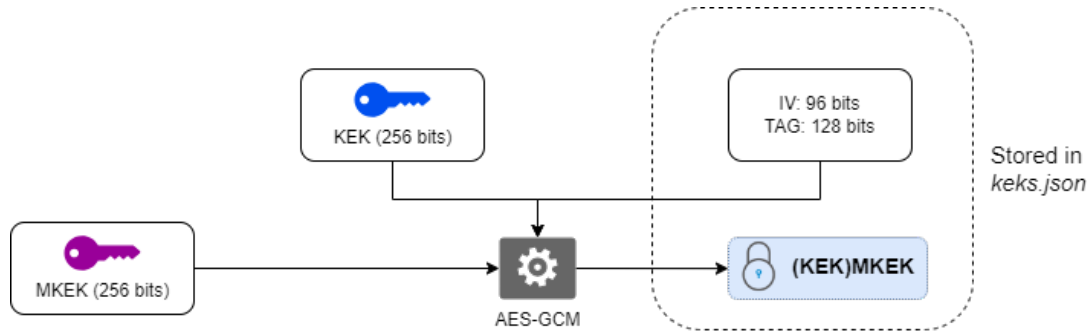 KEK (256 bits)
IV: 96 bits
TAG: 128 bits
Stored in
keks.json
MKEK (256 bits)
(KEK)MKEK
AES-GCM